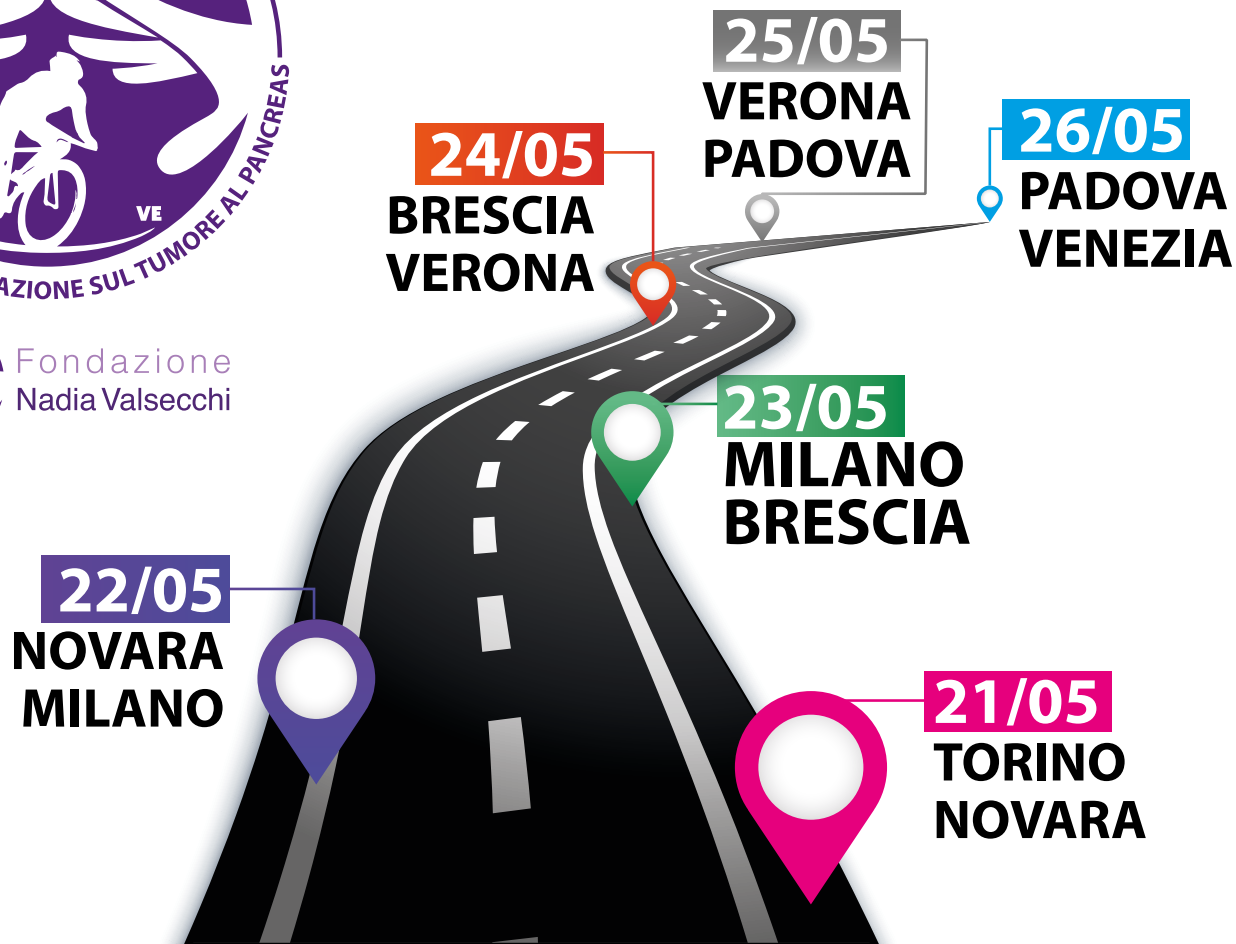 VE
AZIONE SUL TUMORE AL PANCREAS
Fondazione
Nadia Valsecchi
25/05
VERONA
PADOVA
26/05
PADOVA
VENEZIA
24/05
BRESCIA
VERONA
23/05
MILANO
BRESCIA
22/05
NOVARA
MILANO
21/05
TORINO
NOVARA